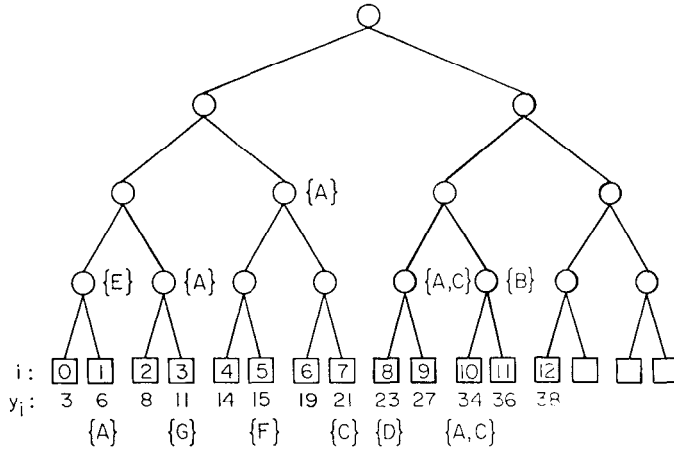 {A}
{E} {A} {A,C} {B}
i: 0 1 2 3 4 5 6 7 8 9 10 11 12
y_i: 3 6 8 11 14 15 19 21 23 27 34 36 38
{A} {G} {F} {C} {D} {A,C}